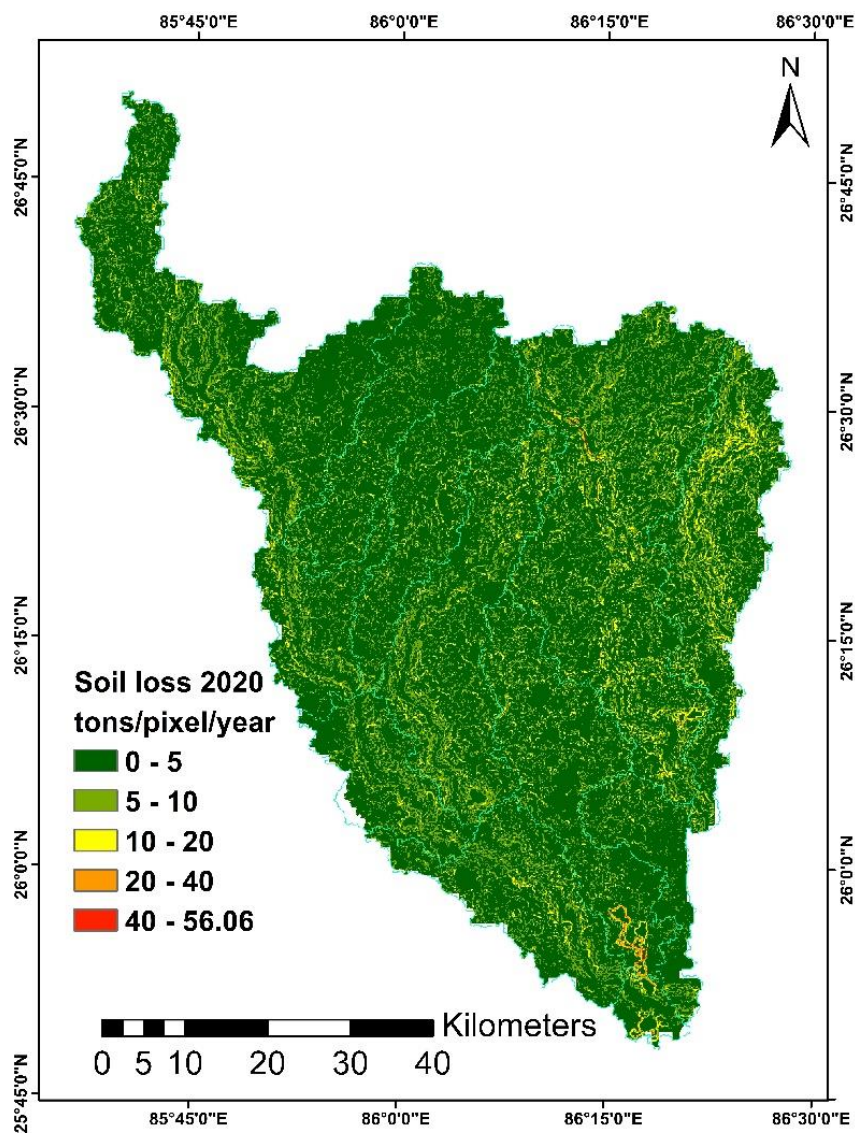 85°45'0"E 86°0'0"E 86°15'0"E 86°30'0"E
N
26°45'0"N 26°45'0"N
26°30'0"N 26°30'0"N
26°15'0"N 26°15'0"N
Soil loss 2020
tons/pixel/year
0 - 5
5 - 10
10 - 20
26°0'0"N 26°0'0"N
20 - 40
40 - 56.06
Kilometers
0 5 10 20 30 40
25°45'0"N
85°45'0"E 86°0'0"E 86°15'0"E 86°30'0"E